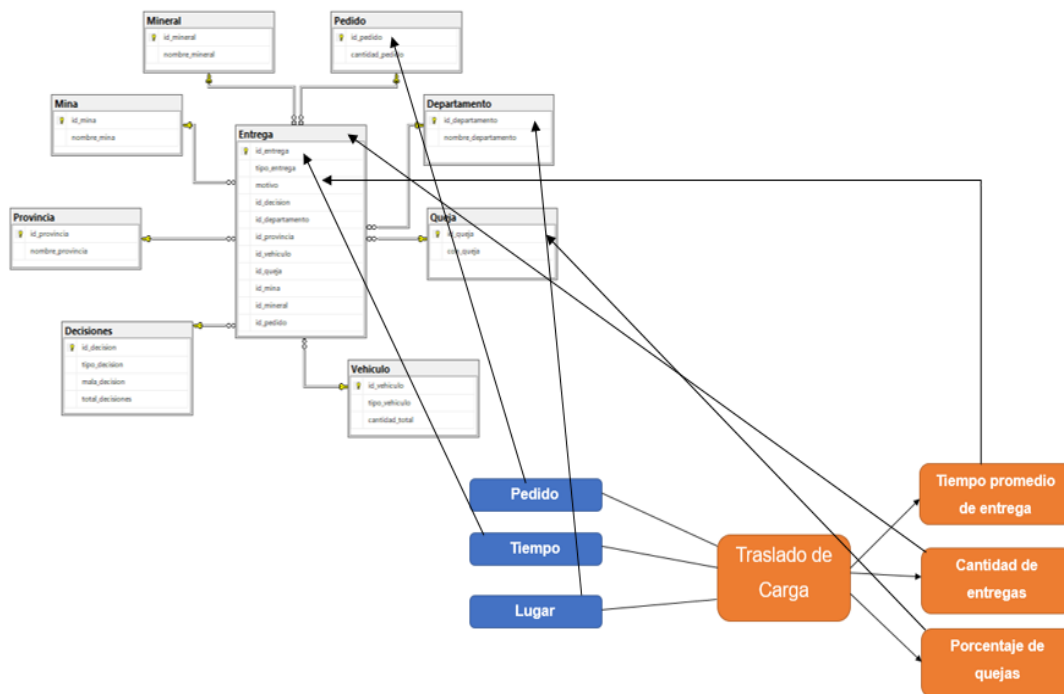 Mineral
id_mineral
nombre_mineral
Pedido
id_pedido
cantidad_pedido
Mina
id_mina
nombre_mina
Departamento
id_departamento
nombre_departamento
Entrega
id_entrega
tipo_entrega
motivo
id_decision
id_departamento
id_provincia
id_vehiculo
id_queja
id_mina
id_mineral
id_pedido
Provincia
id_provincia
nombre_provincia
Queja
id_queja
Decisiones
id_decision
tipo_decision
mala_decision
total_decisiones
Vehiculo
id_vehiculo
tipo_vehiculo
cantidad_total
Pedido
Tiempo
Lugar
Traslado de
Carga
Tiempo promedio
de entrega
Cantidad de
entregas
Porcentaje de
quejas